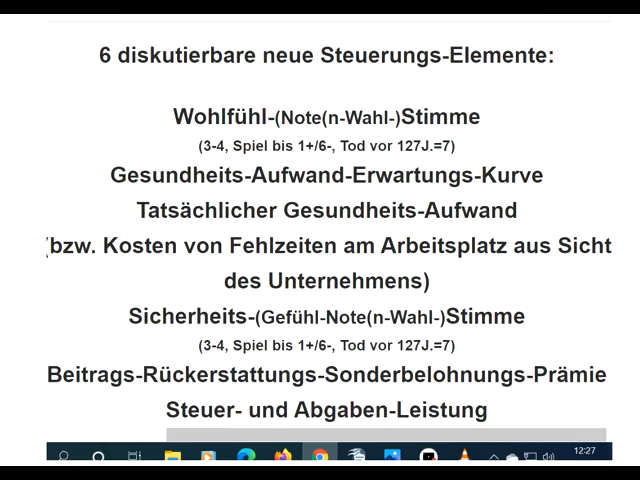 6 diskutierbare neue Steuerungs-Elemente:
Wohlfühl-(Note(n-Wahl-)Stimme
(3-4, Spiel bis 1+/6-, Tod vor 127J.=7)
Gesundheits-Aufwand-Erwartungs-Kurve
Tatsächlicher Gesundheits-Aufwand
(bzw. Kosten von Fehlzeiten am Arbeitsplatz aus Sicht
des Unternehmens)
Sicherheits-(Gefühl-Note(n-Wahl-)Stimme
(3-4, Spiel bis 1+/6-, Tod vor 127J.=7)
Beitrags-Rückerstattungs-Sonderbelohnungs-Prämie
Steuer- und Abgaben-Leistung
12:27